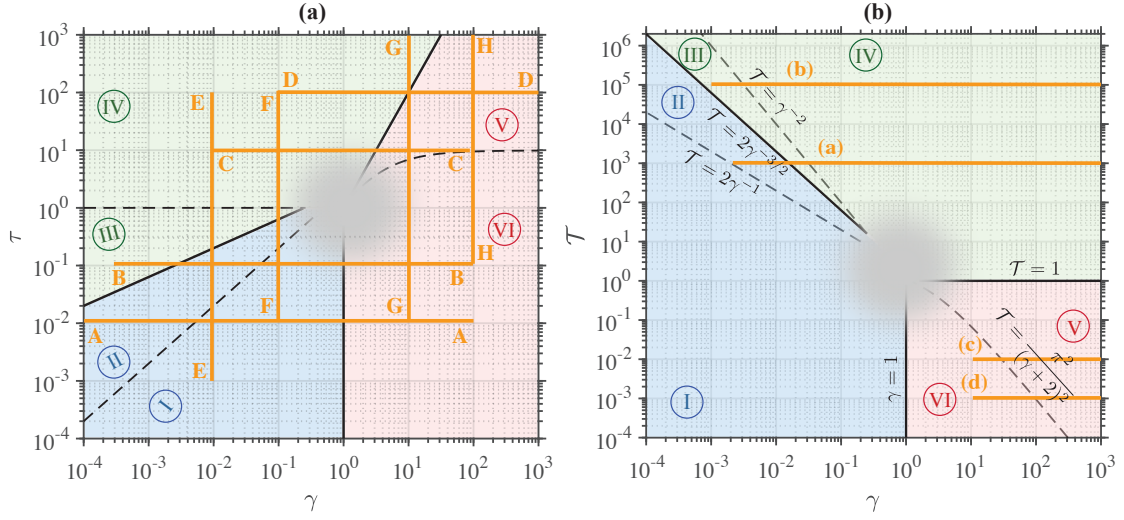 (a)
10^3
10^2
10^1
10^0
10^-1
10^-2
10^-3
10^-4
τ
10^-4
10^-3
10^-2
10^-1
10^0
10^1
10^2
10^3
γ
G
H
D
D
E
F
IV
V
C
C
III
VI
H
B
B
F
G
A
A
II
E
I
(b)
10^6
10^5
10^4
10^3
10^2
10^1
10^0
10^-1
10^-2
10^-3
10^-4
𝒯
10^-4
10^-3
10^-2
10^-1
10^0
10^1
10^2
10^3
γ
III
IV
(b)
II
𝒯 = γ^-2
𝒯 = 2γ^-3/2
(a)
𝒯 = 2γ^-1
𝒯 = 1
V
𝒯 = π^2/(γ + 2)^2
(c)
γ = 1
(d)
I
VI